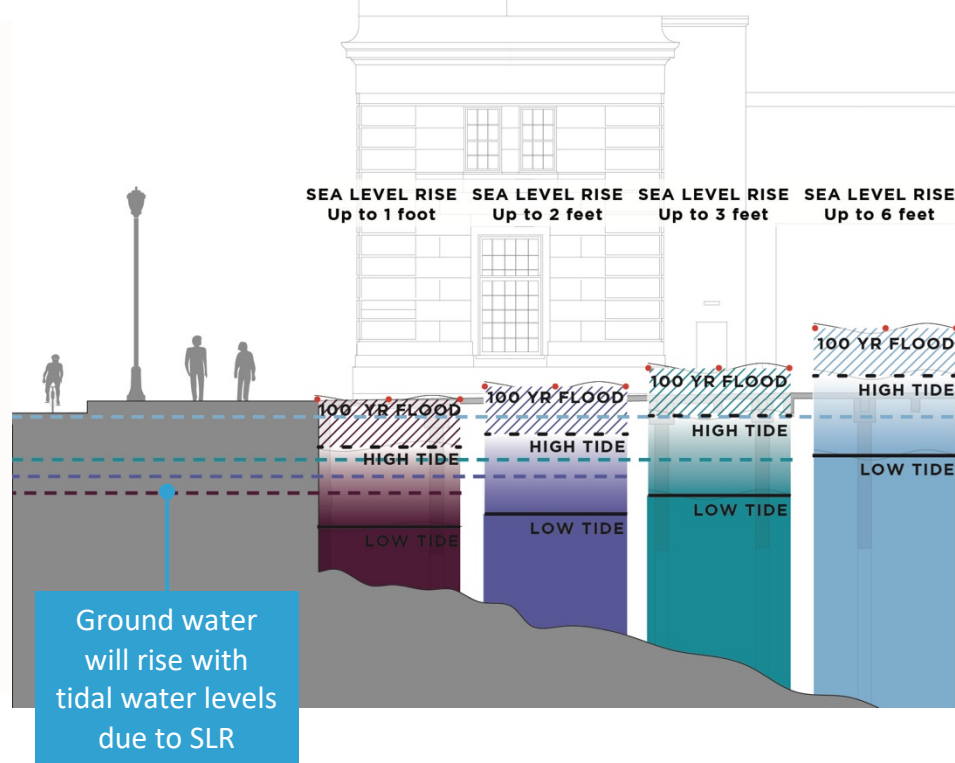 SEA LEVEL RISE
Up to 1 foot
SEA LEVEL RISE
Up to 2 feet
SEA LEVEL RISE
Up to 3 feet
SEA LEVEL RISE
Up to 6 feet
100 YR FLOOD
HIGH TIDE
LOW TIDE
100 YR FLOOD
HIGH TIDE
LOW TIDE
100 YR FLOOD
HIGH TIDE
LOW TIDE
100 YR FLOOD
HIGH TIDE
LOW TIDE
Ground water
will rise with
tidal water levels
due to SLR